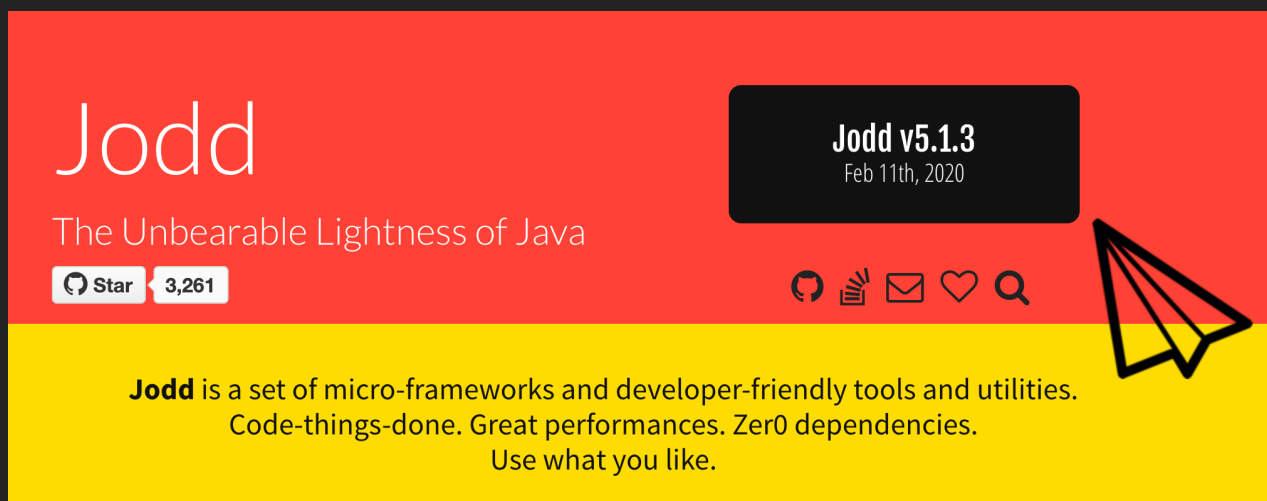 Jodd
The Unbearable Lightness of Java
Star 3,261
Jodd v5.1.3
Feb 11th, 2020
Jodd is a set of micro-frameworks and developer-friendly tools and utilities.
Code-things-done. Great performances. Zer0 dependencies.
Use what you like.